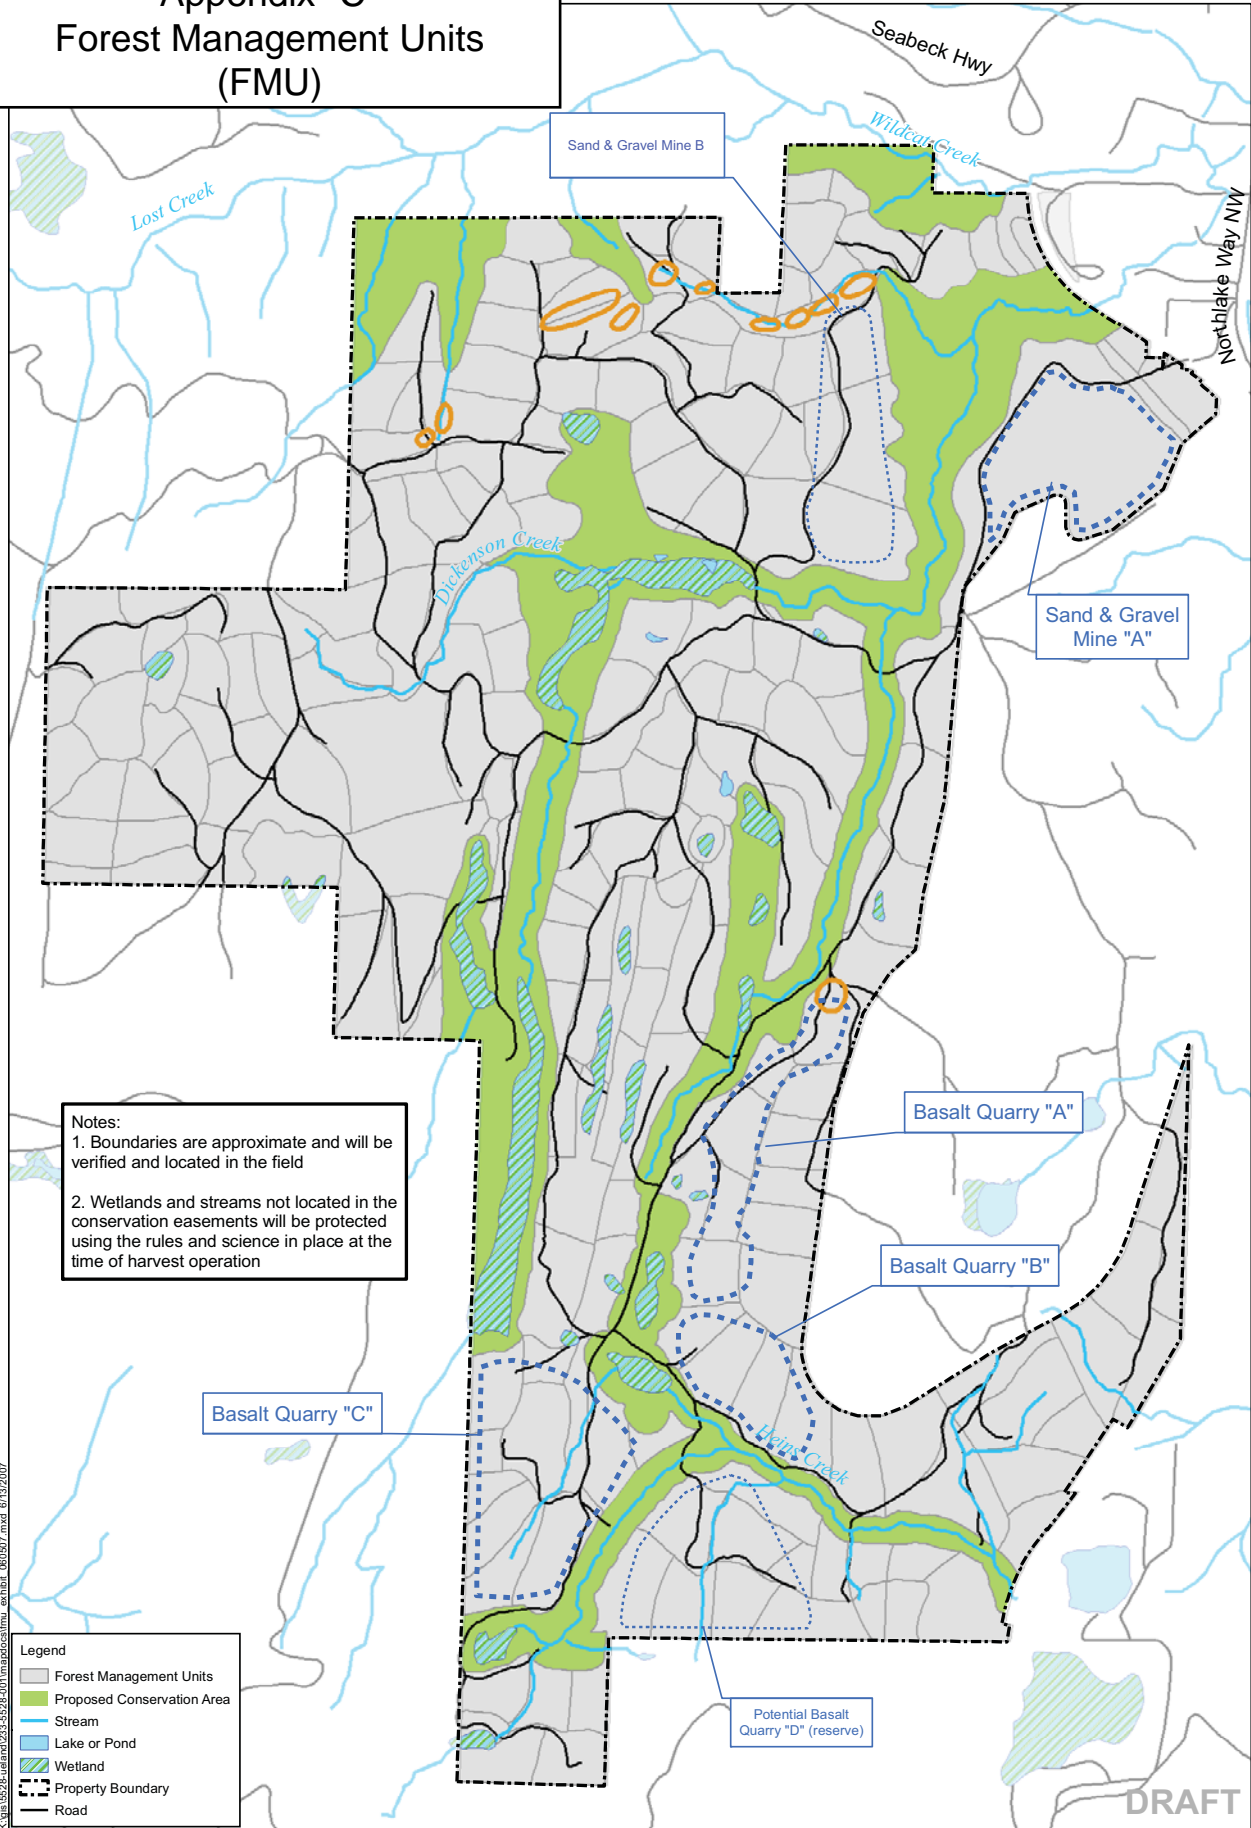 Appendix "C"
Forest Management Units
(FMU)
Seabeck Hwy
Wildcat Creek
Sand & Gravel Mine B
Lost Creek
Northlake Way NW
Dickenson Creek
Sand & Gravel
Mine "A"
Notes:
1. Boundaries are approximate and will be
verified and located in the field
2. Wetlands and streams not located in the
conservation easements will be protected
using the rules and science in place at the
time of harvest operation
Basalt Quarry "A"
Basalt Quarry "B"
Basalt Quarry "C"
Heins Creek
Potential Basalt
Quarry "D" (reserve)
Legend
Forest Management Units
Proposed Conservation Area
Stream
Lake or Pond
Wetland
Property Boundary
Road
DRAFT